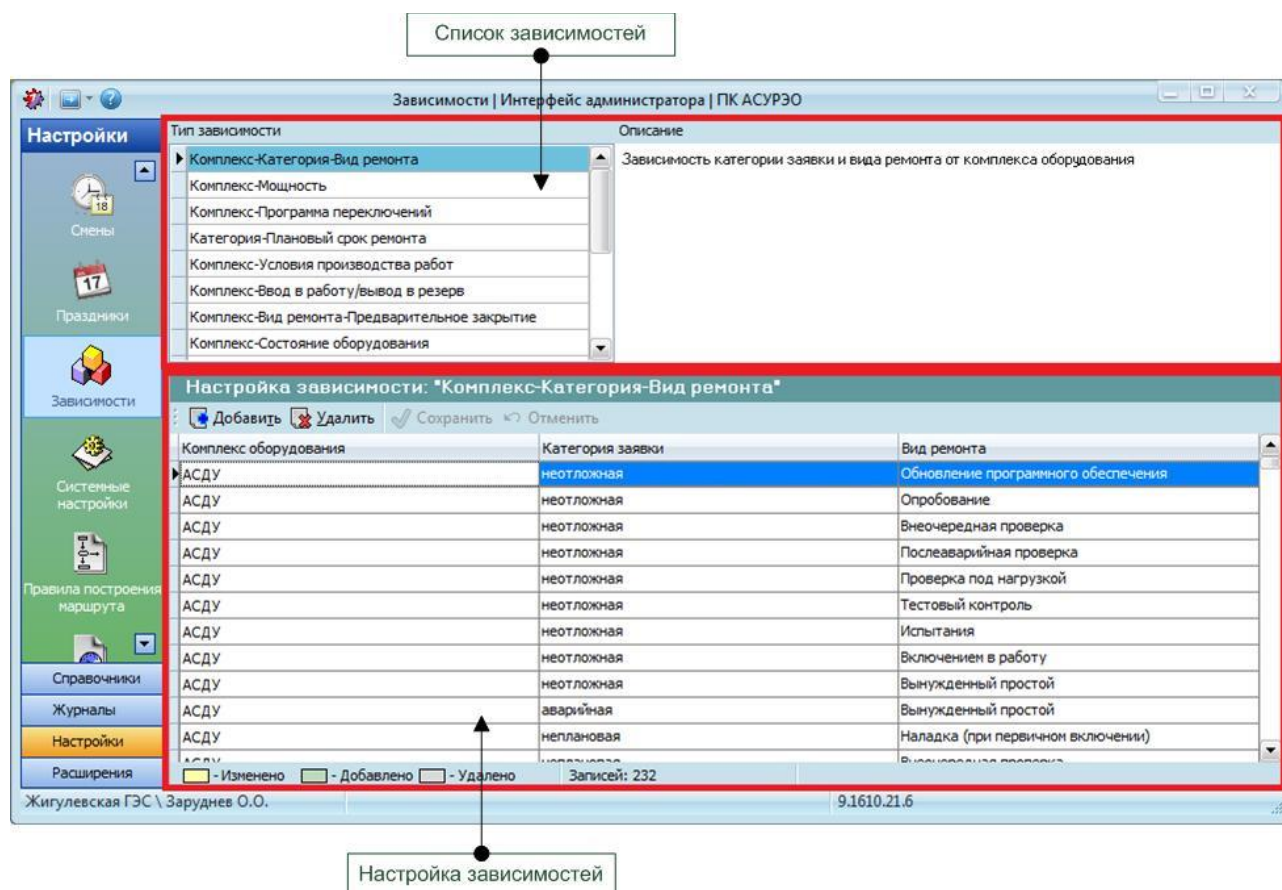 Список зависимостей
Зависимости | Интерфейс администратора | ПК АСУРЭО
Настройки
Тип зависимости Описание
Комплекс-Категория-Вид ремонта Зависимость категории заявки и вида ремонта от комплекса оборудования
Комплекс-Мощность
Комплекс-Программа переключений
Категория-Плановый срок ремонта
Комплекс-Условия производства работ
Комплекс-Ввод в работу/вывод в резерв
Комплекс-Вид ремонта-Предварительное закрытие
Комплекс-Состояние оборудования
18
Смены
17
Праздники
Зависимости
Системные
настройки
Правила построения
маршрута
Справочники
Журналы
Настройки
Расширения
Настройка зависимости: "Комплекс-Категория-Вид ремонта"
Добавить Удалить Сохранить Отменить
Комплекс оборудования Категория заявки Вид ремонта
АСДУ неотложная Обновление программного обеспечения
АСДУ неотложная Опробование
АСДУ неотложная Внеочередная проверка
АСДУ неотложная Послеаварийная проверка
АСДУ неотложная Проверка под нагрузкой
АСДУ неотложная Тестовый контроль
АСДУ неотложная Испытания
АСДУ неотложная Включением в работу
АСДУ неотложная Вынужденный простой
АСДУ аварийная Вынужденный простой
АСДУ неплановая Наладка (при первичном включении)
АСДУ неплановая Внеочередная проверка
- Изменено - Добавлено - Удалено Записей: 232
Жигулевская ГЭС \ Заруднев О.О. 9.1610.21.6
Настройка зависимостей